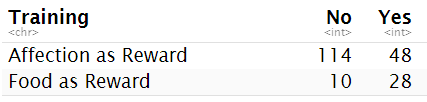 Training No Yes
<chr> <int> <int>
Affection as Reward 114 48
Food as Reward 10 28